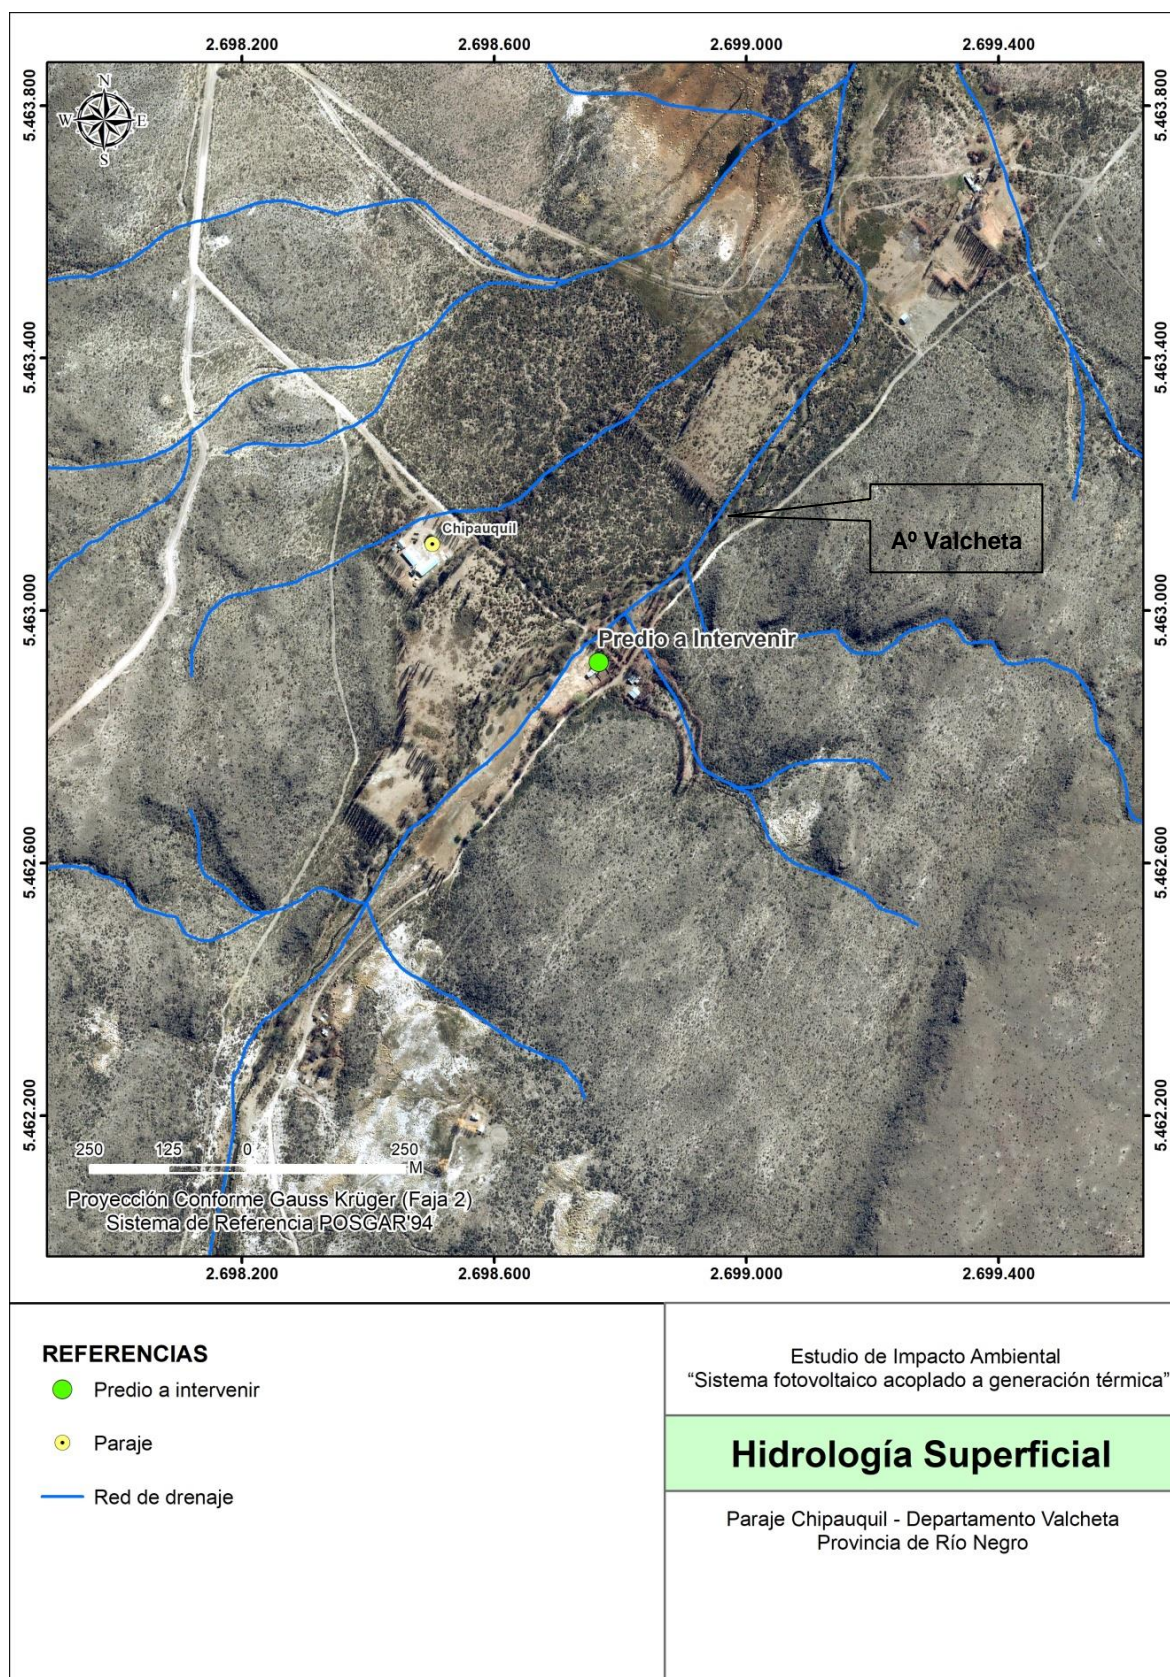 2.698.200
2.698.600
2.699.000
2.699.400
5.463.800
5.463.800
N
W
E
S
5.463.400
5.463.400
Chipauquil
Aº Valcheta
5.463.000
5.463.000
Predio a Intervenir
5.462.600
5.462.600
5.462.200
5.462.200
250 125 0 250
M
Proyección Conforme Gauss Krüger (Faja 2)
Sistema de Referencia POSGAR'94
2.698.200
2.698.600
2.699.000
2.699.400
REFERENCIAS
Predio a intervenir
Paraje
Red de drenaje
Estudio de Impacto Ambiental
“Sistema fotovoltaico acoplado a generación térmica”
Hidrología Superficial
Paraje Chipauquil - Departamento Valcheta
Provincia de Río Negro